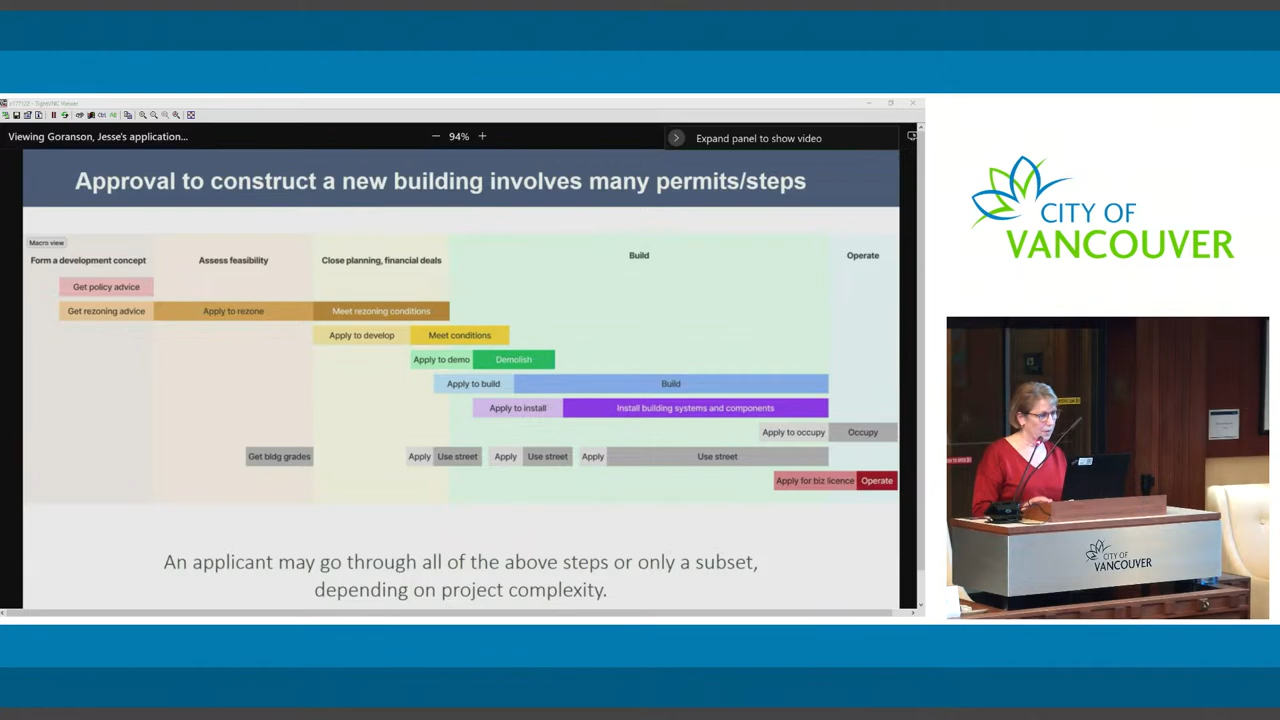 p177122 - TightVNC Viewer
Ctrl Alt
Viewing Goranson, Jesse's application...
94%
Expand panel to show video
Approval to construct a new building involves many permits/steps
Macro view
Form a development concept
Assess feasibility
Close planning, financial deals
Build
Operate
Get policy advice
Get rezoning advice
Apply to rezone
Meet rezoning conditions
Apply to develop
Meet conditions
Apply to demo
Demolish
Apply to build
Build
Apply to install
Install building systems and components
Apply to occupy
Occupy
Get bldg grades
Apply
Use street
Apply
Use street
Apply
Use street
Apply for biz licence
Operate
An applicant may go through all of the above steps or only a subset,
depending on project complexity.
CITY OF
VANCOUVER
CITY OF
VANCOUVER